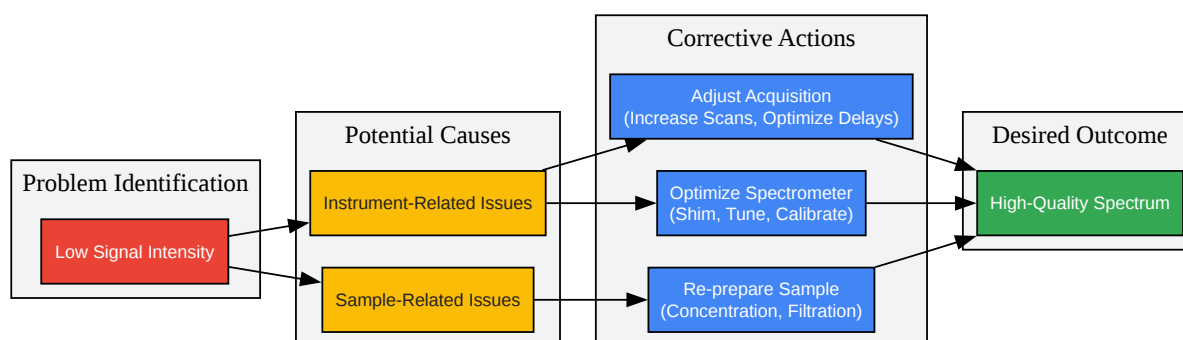 Problem Identification
Low Signal Intensity
Potential Causes
Instrument-Related Issues
Sample-Related Issues
Corrective Actions
Adjust Acquisition
(Increase Scans, Optimize Delays)
Optimize Spectrometer
(Shim, Tune, Calibrate)
Re-prepare Sample
(Concentration, Filtration)
Desired Outcome
High-Quality Spectrum